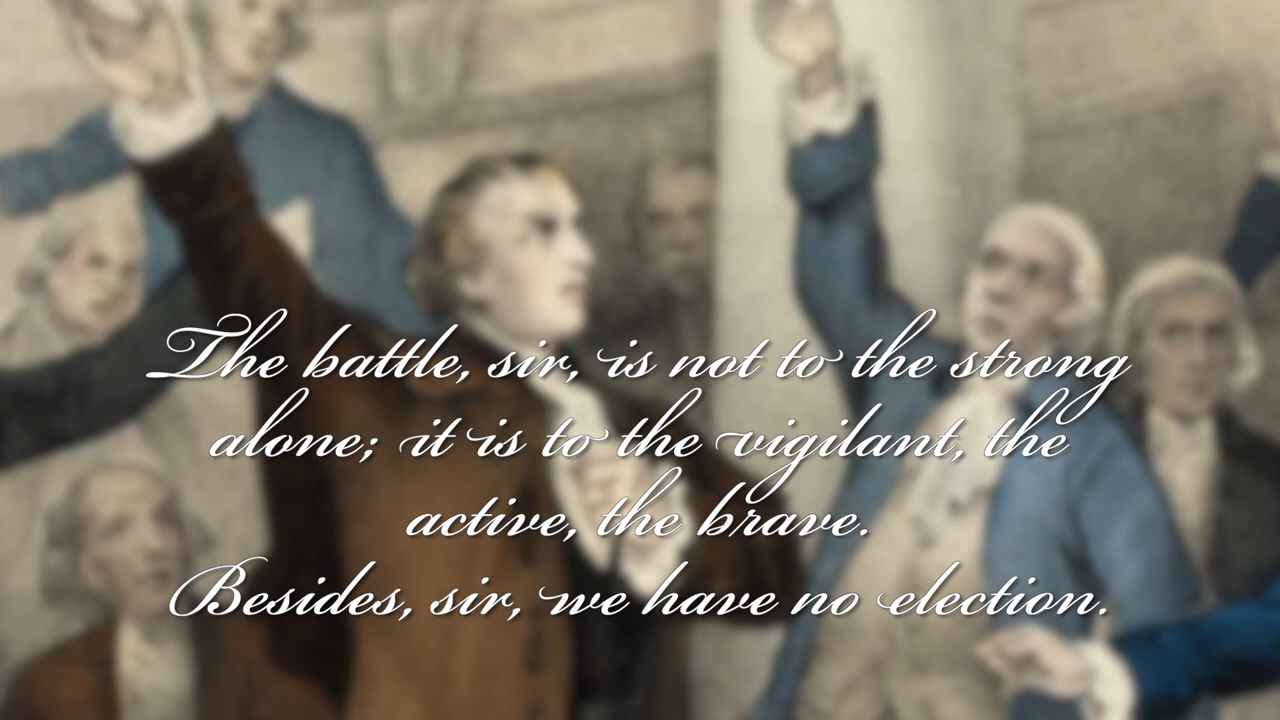 The battle, sir, is not to the strong
alone; it is to the vigilant, the
active, the brave.
Besides, sir, we have no election.